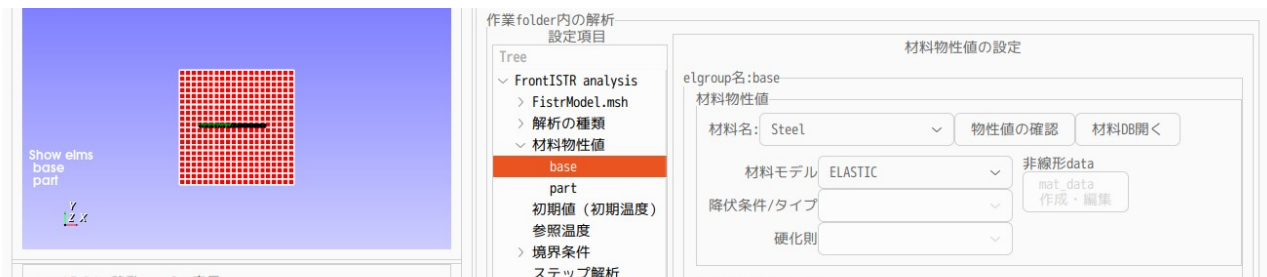 作業folder内の解析
設定項目
Tree
FrontISTR analysis
FistrModel.msh
解析の種類
材料物性値
base
part
初期値（初期温度）
参照温度
境界条件
ステップ解析
材料物性値の設定
elgroup名:base
材料物性値
材料名: Steel 物性値の確認 材料DB開く
材料モデル ELASTIC
非線形data
mat_data
作成・編集
降伏条件/タイプ
硬化則
Show elms
base
part
Y
Z X